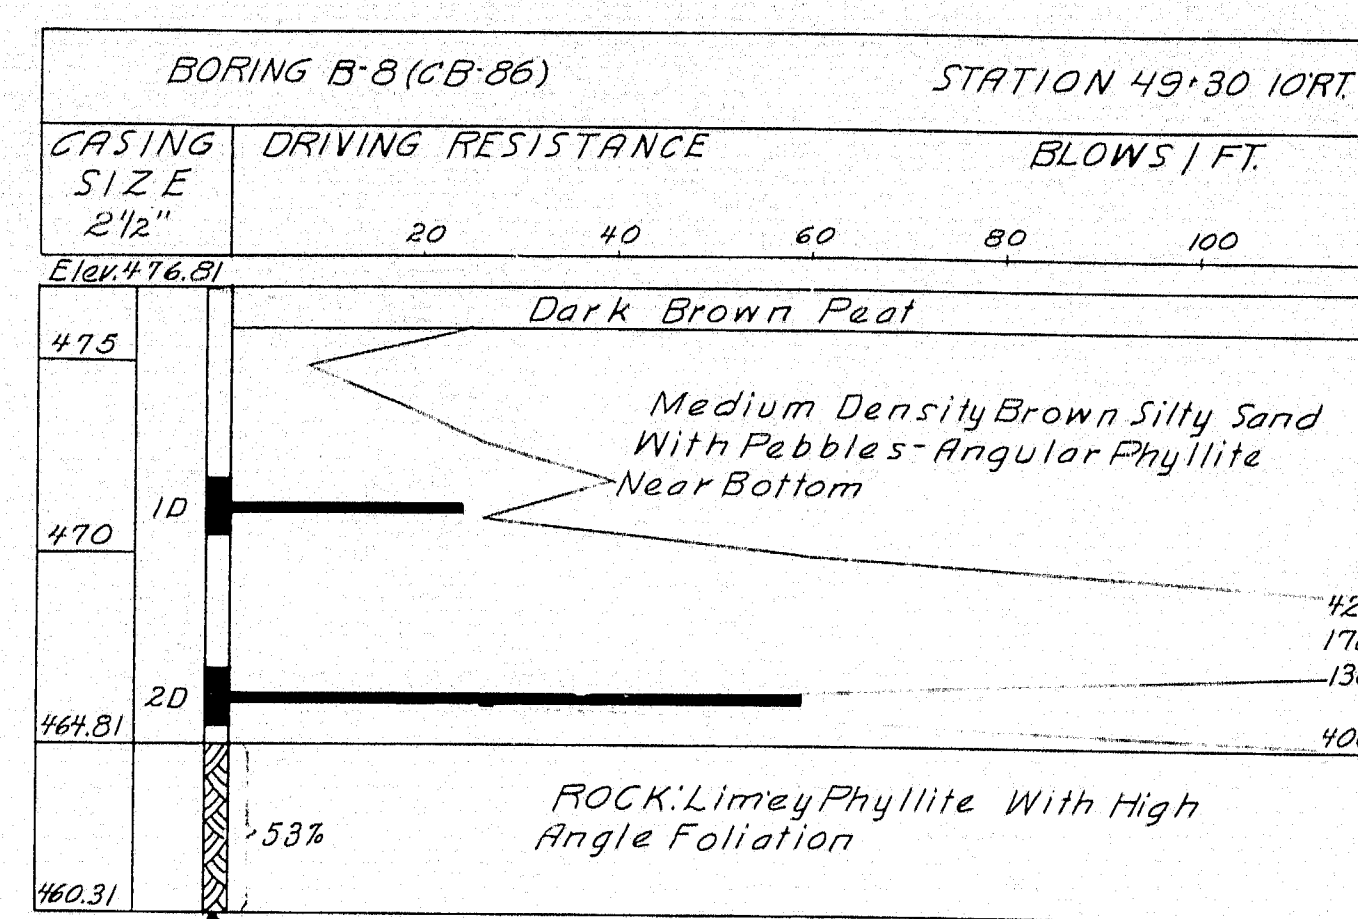 BORING B-8 (CB-86) STATION 49+30 10'RT.
CASING SIZE 2½"
DRIVING RESISTANCE BLOWS / FT.
20 40 60 80 100
Elev. 476.81
Dark Brown Peat
475
Medium Density Brown Silty Sand
With Pebbles - Angular Phyllite
Near Bottom
1D
470
2D
464.81
ROCK: Limey Phyllite With High
Angle Foliation
53%
460.31